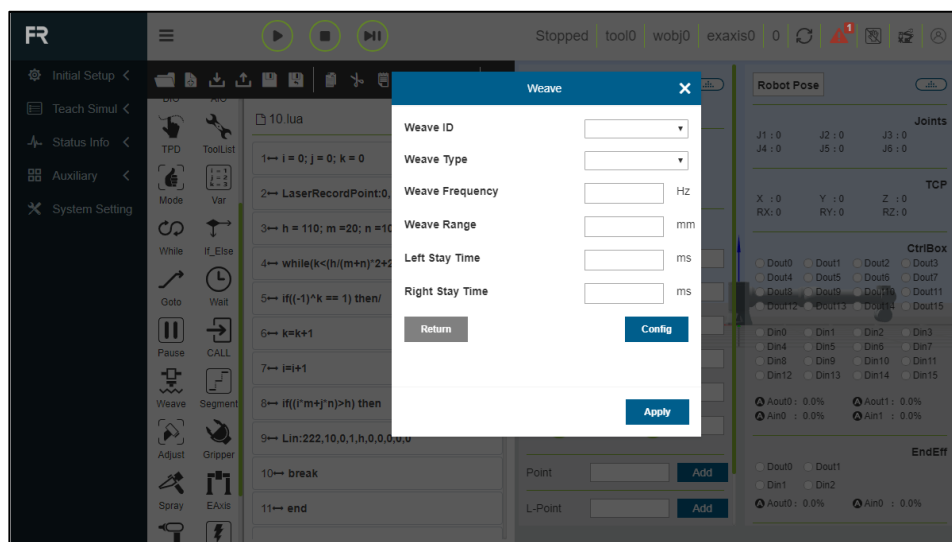 FR
Stopped tool0 wobj0 exaxis0 0 1
Initial Setup
Teach Simul
Status Info
Auxiliary
System Setting
TPD ToolList
Mode Var
While If_Else
Goto Wait
Pause CALL
Weave Segment
Adjust Gripper
Spray EAxis
10.lua
1 i = 0; j = 0; k = 0
2 LaserRecordPoint:0,
3 h = 110; m =20; n =10
4 while(k<(h/(m+n)*2+2
5 if((-1)^k == 1) then/
6 k=k+1
7 i=i+1
8 if((i*m+j*n)>h) then
9 Lin:222,10,0,1,h,0,0,0,0,0
10 break
11 end
Weave
Weave ID
Weave Type
Weave Frequency Hz
Weave Range mm
Left Stay Time ms
Right Stay Time ms
Return Config
Apply
Point Add
L-Point Add
Robot Pose
Joints
J1 : 0 J2 : 0 J3 : 0
J4 : 0 J5 : 0 J6 : 0
TCP
X : 0 Y : 0 Z : 0
RX: 0 RY: 0 RZ: 0
CtrlBox
Dout0 Dout1 Dout2 Dout3
Dout4 Dout5 Dout6 Dout7
Dout8 Dout9 Dout10 Dout11
Dout12 Dout13 Dout14 Dout15
Din0 Din1 Din2 Din3
Din4 Din5 Din6 Din7
Din8 Din9 Din10 Din11
Din12 Din13 Din14 Din15
A Aout0: 0.0% A Aout1: 0.0%
A Ain0 : 0.0% A Ain1 : 0.0%
EndEff
Dout0 Dout1
Din1 Din2
A Aout0: 0.0% A Ain0 : 0.0%